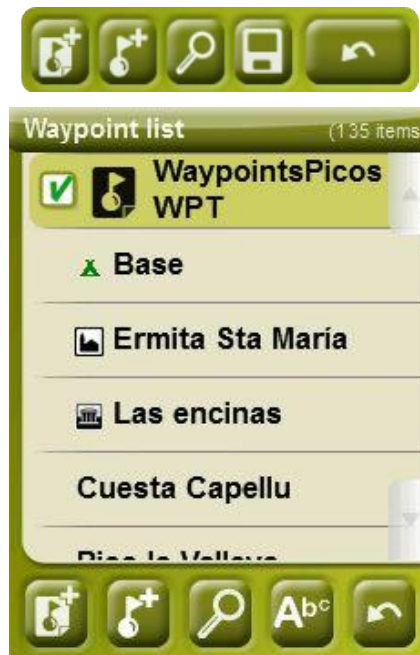 Waypoint list
(135 items
WaypointsPicos
WPT
Base
Ermita Sta María
Las encinas
Cuesta Capellu
Abc